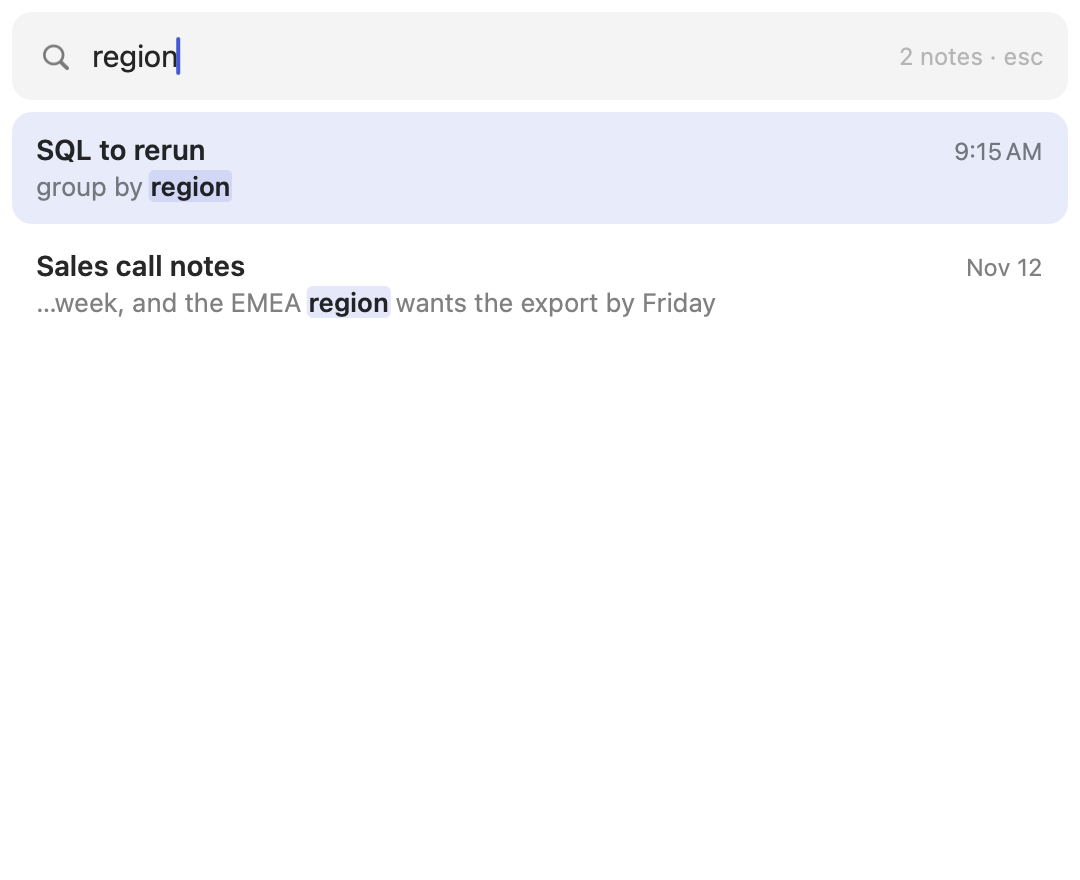 region
2 notes · esc
SQL to rerun
9:15 AM
group by region
Sales call notes
Nov 12
...week, and the EMEA region wants the export by Friday